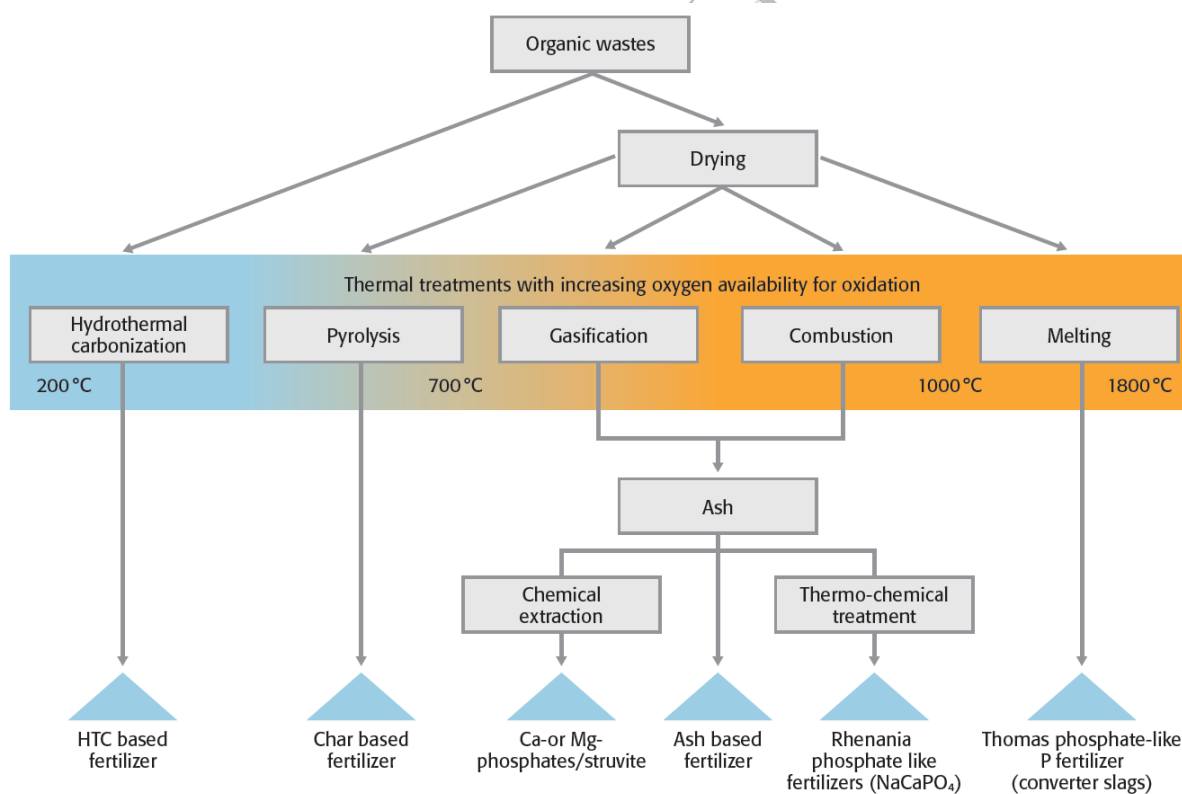 Organic wastes
Drying
Thermal treatments with increasing oxygen availability for oxidation
Hydrothermal
carbonization
Pyrolysis
Gasification
Combustion
Melting
200 °C
700 °C
1000 °C
1800 °C
Ash
Chemical
extraction
Thermo-chemical
treatment
HTC based
fertilizer
Char based
fertilizer
Ca-or Mg-
phosphates/struvite
Ash based
fertilizer
Rhenania
phosphate like
fertilizers (NaCaPO₄)
Thomas phosphate-like
P fertilizer
(converter slags)